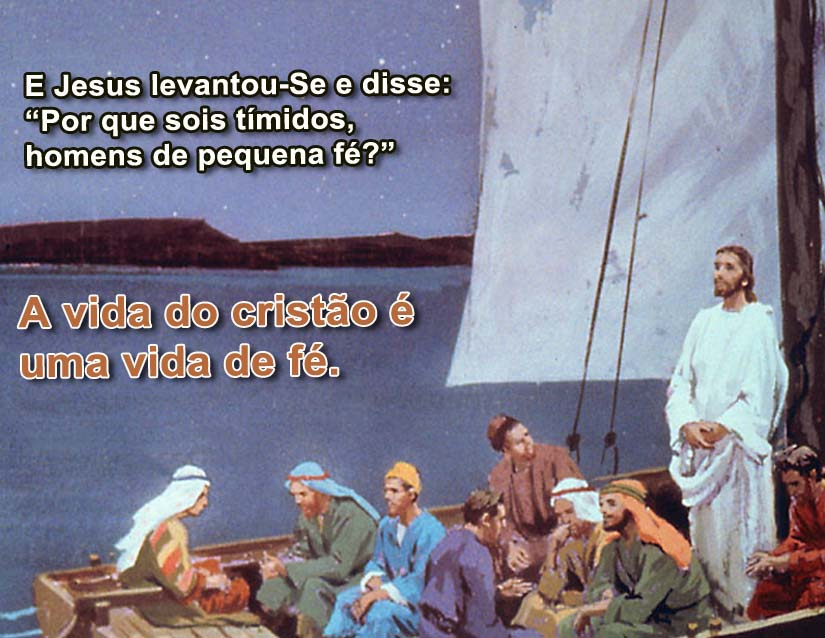 E Jesus levantou-Se e disse:
“Por que sois tímidos,
homens de pequena fé?”
A vida do cristão é
uma vida de fé.